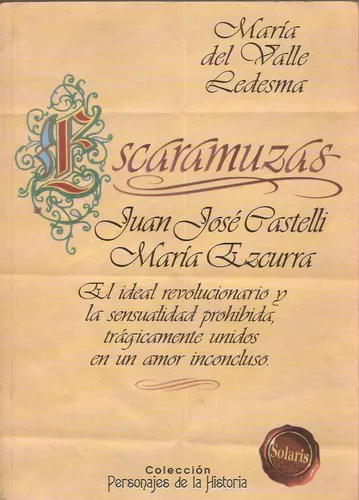 María
del Valle
Ledesma
Escaramuzas
Juan José Castelli
María Ezcurra
El ideal revolucionario y
la sensualidad prohibida,
trágicamente unidos
en un amor inconcluso.
Solaris
Colección
Personajes de la Historia